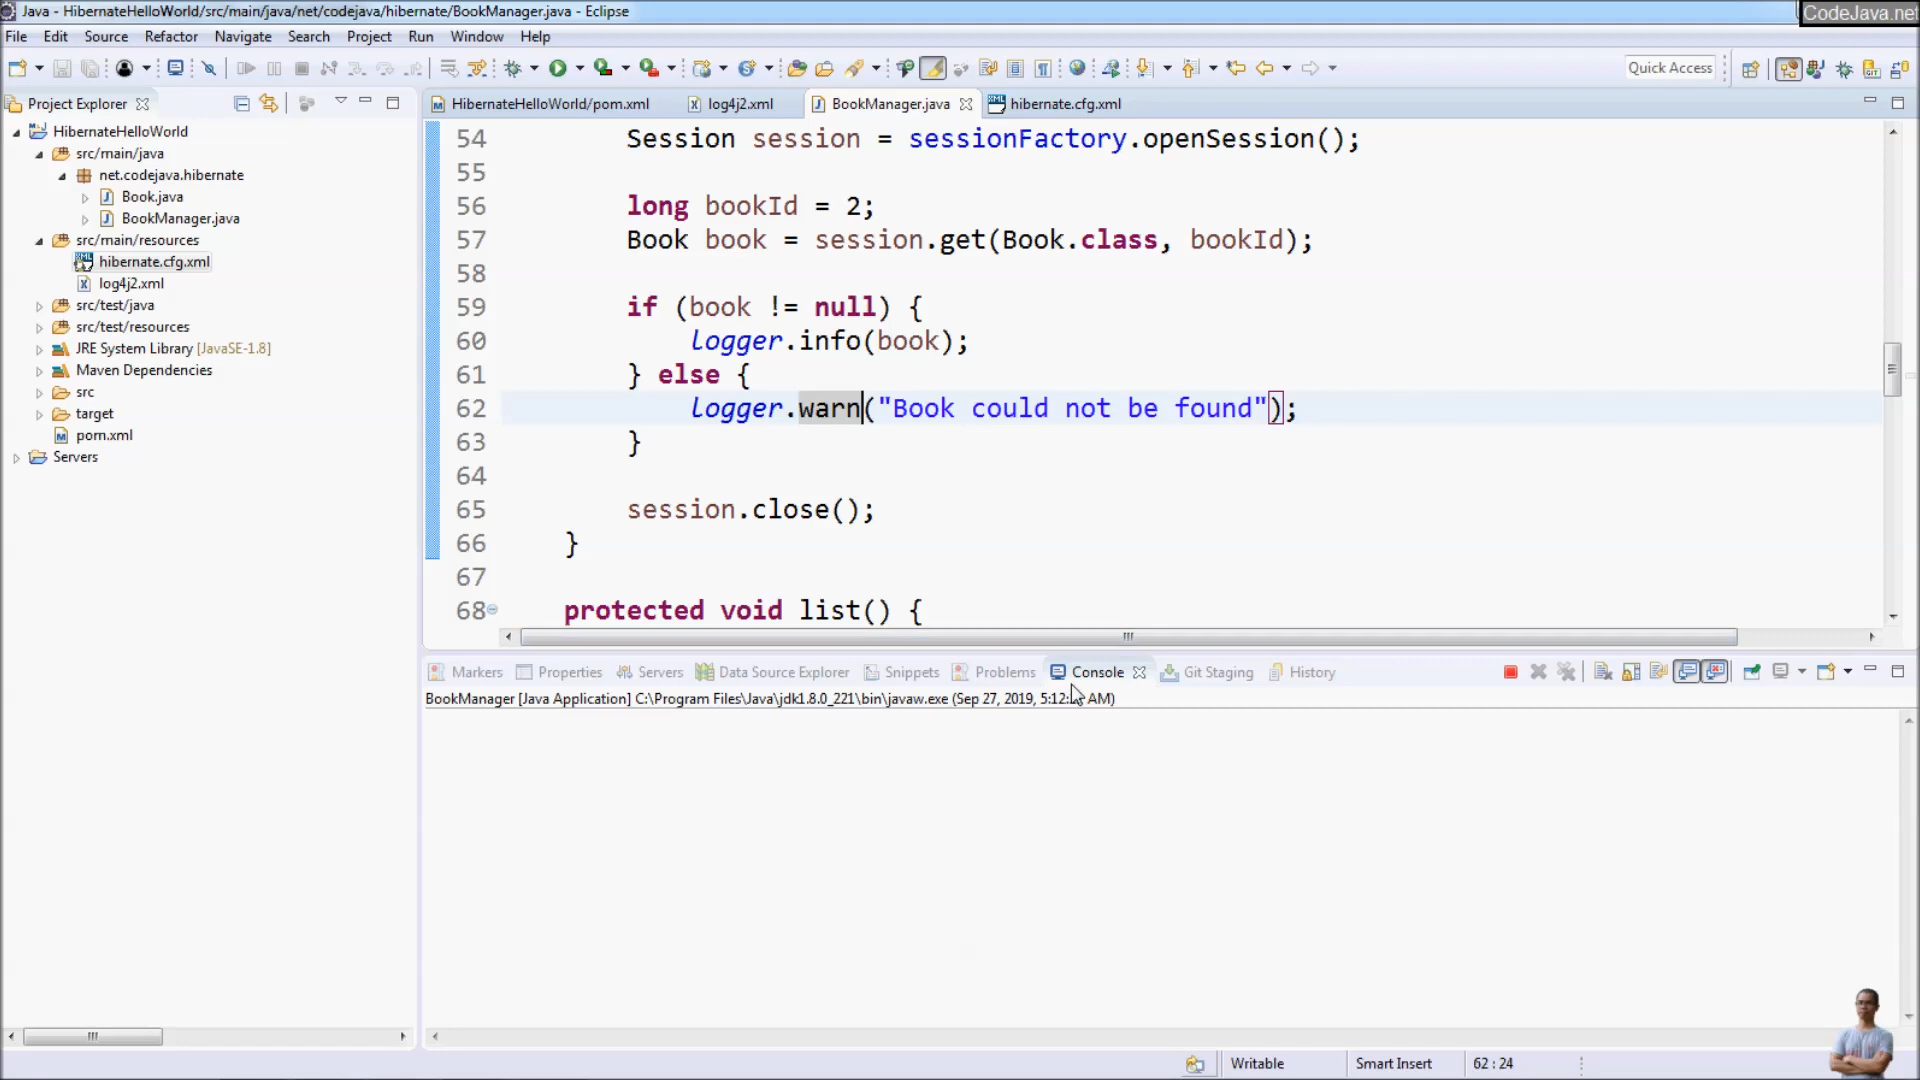 Java - HibernateHelloWorld/src/main/java/net/codejava/hibernate/BookManager.java - Eclipse
CodeJava.net
File Edit Source Refactor Navigate Search Project Run Window Help
Quick Access
Project Explorer
HibernateHelloWorld
src/main/java
net.codejava.hibernate
Book.java
BookManager.java
src/main/resources
hibernate.cfg.xml
log4j2.xml
src/test/java
src/test/resources
JRE System Library [JavaSE-1.8]
Maven Dependencies
src
target
pom.xml
Servers
HibernateHelloWorld/pom.xml log4j2.xml BookManager.java hibernate.cfg.xml
54 Session session = sessionFactory.openSession();
55
56 long bookId = 2;
57 Book book = session.get(Book.class, bookId);
58
59 if (book != null) {
60 logger.info(book);
61 } else {
62 logger.warn("Book could not be found");
63 }
64
65 session.close();
66 }
67
68 protected void list() {
Markers Properties Servers Data Source Explorer Snippets Problems Console Git Staging History
BookManager [Java Application] C:\Program Files\Java\jdk1.8.0_221\bin\javaw.exe (Sep 27, 2019, 5:12: AM)
Writable Smart Insert 62 : 24